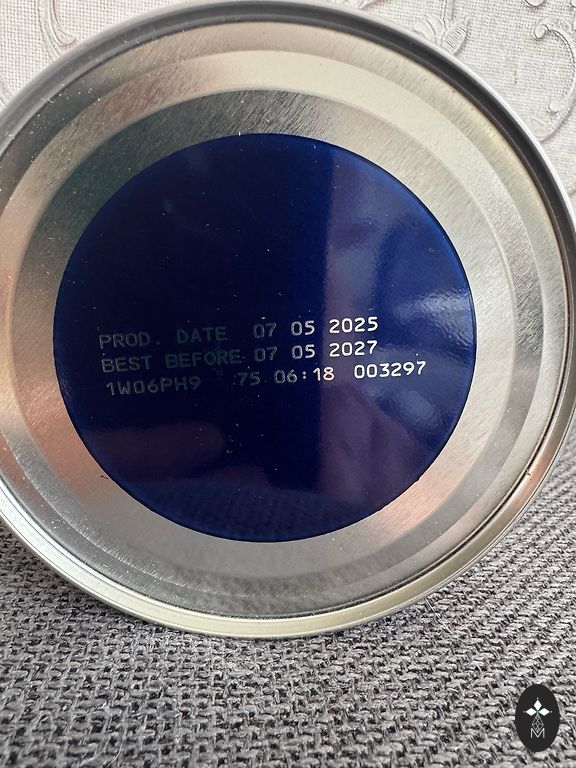 PROD. DATE 07 05 2025
BEST BEFORE 07 05 2027
1W06PH9 75 06:18 003297